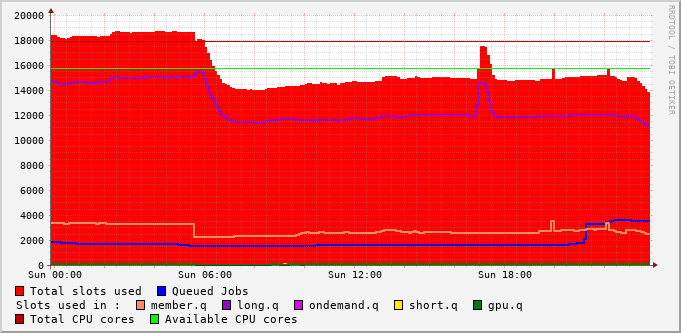 RRDTOOL / TOBI OETIKER
20000
18000
16000
14000
12000
10000
8000
6000
4000
2000
0
Sun 00:00 Sun 06:00 Sun 12:00 Sun 18:00
Total slots used Queued Jobs
Slots used in : member.q long.q ondemand.q short.q gpu.q
Total CPU cores Available CPU cores